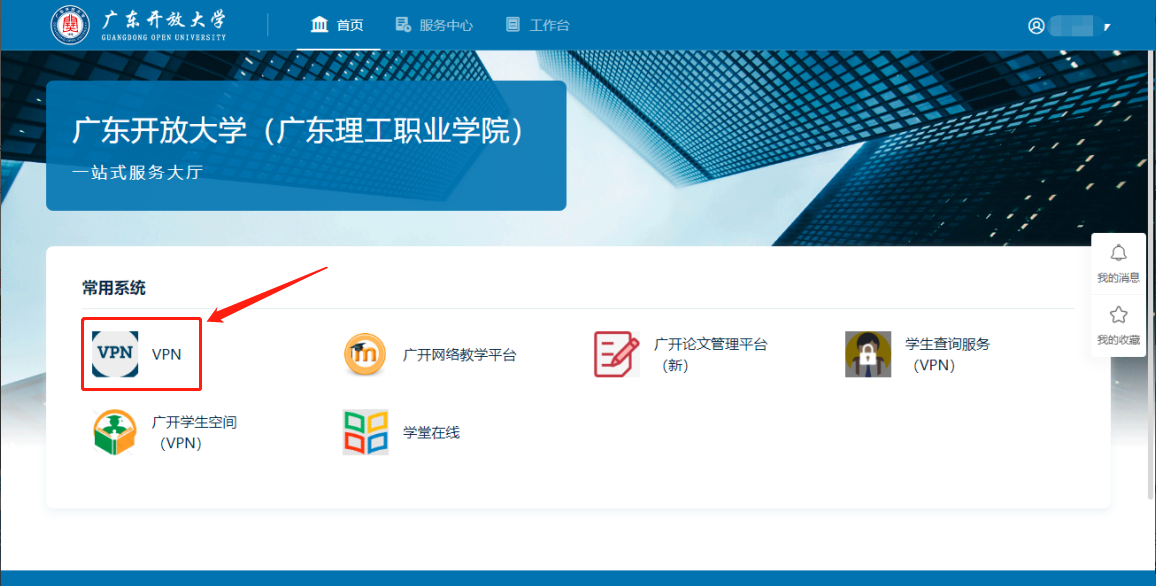 广东开放大学
GUANGDONG OPEN UNIVERSITY
首页
服务中心
工作台
广东开放大学（广东理工职业学院）
一站式服务大厅
我的消息
我的收藏
常用系统
VPN
VPN
广开网络教学平台
广开论文管理平台
（新）
学生查询服务
（VPN）
广开学生空间
（VPN）
学堂在线